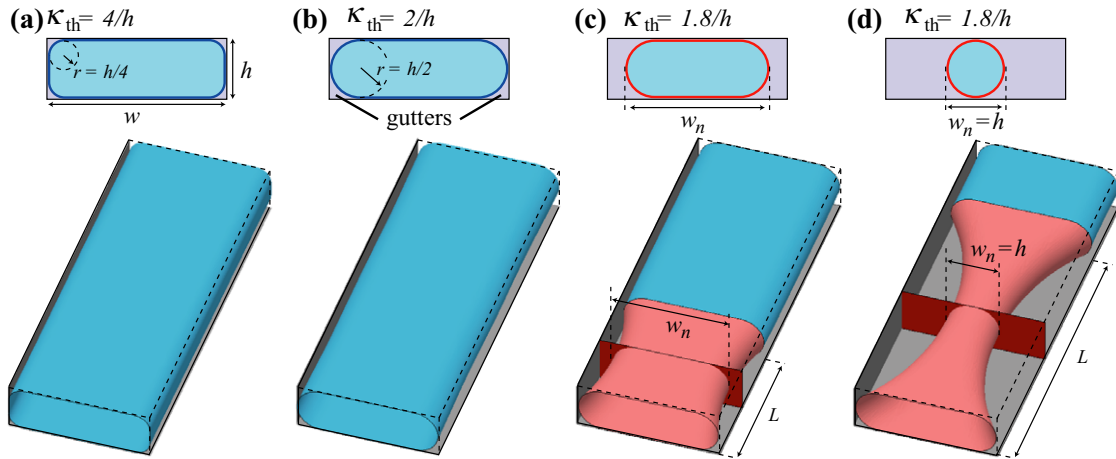 (a) κth= 4/h
r = h/4
h
w
(b) κth= 2/h
r = h/2
gutters
(c) κth= 1.8/h
wn
wn
L
(d) κth= 1.8/h
wn= h
wn= h
L